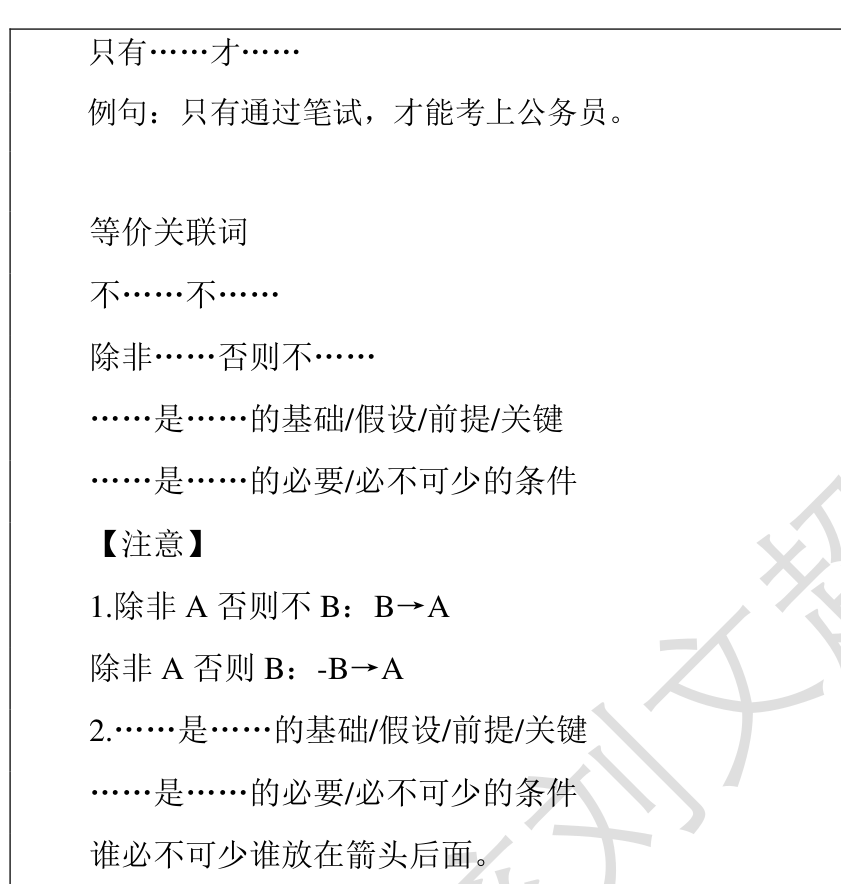 只有……才……
例句：只有通过笔试，才能考上公务员。
等价关联词
不……不……
除非……否则不……
……是……的基础/假设/前提/关键
……是……的必要/必不可少的条件
【注意】
1.除非 A 否则不 B：B→A
除非 A 否则 B：-B→A
2.……是……的基础/假设/前提/关键
……是……的必要/必不可少的条件
谁必不可少谁放在箭头后面。
刘文超